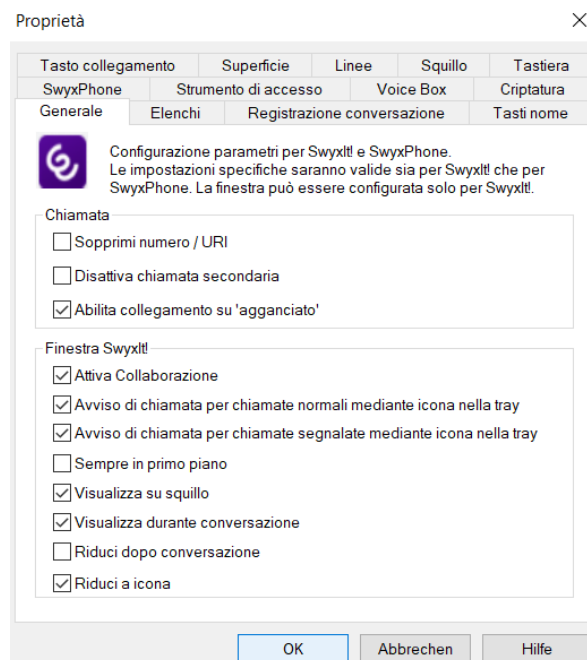 Proprietà
Tasto collegamento Superficie Linee Squillo Tastiera
SwyxPhone Strumento di accesso Voice Box Criptatura
Generale Elenchi Registrazione conversazione Tasti nome
Configurazione parametri per SwyxIt! e SwyxPhone.
Le impostazioni specifiche saranno valide sia per SwyxIt! che per
SwyxPhone. La finestra può essere configurata solo per SwyxIt!.
Chiamata
Sopprimi numero / URI
Disattiva chiamata secondaria
Abilita collegamento su 'agganciato'
Finestra SwyxIt!
Attiva Collaborazione
Avviso di chiamata per chiamate normali mediante icona nella tray
Avviso di chiamata per chiamate segnalate mediante icona nella tray
Sempre in primo piano
Visualizza su squillo
Visualizza durante conversazione
Riduci dopo conversazione
Riduci a icona
OK Abbrechen Hilfe